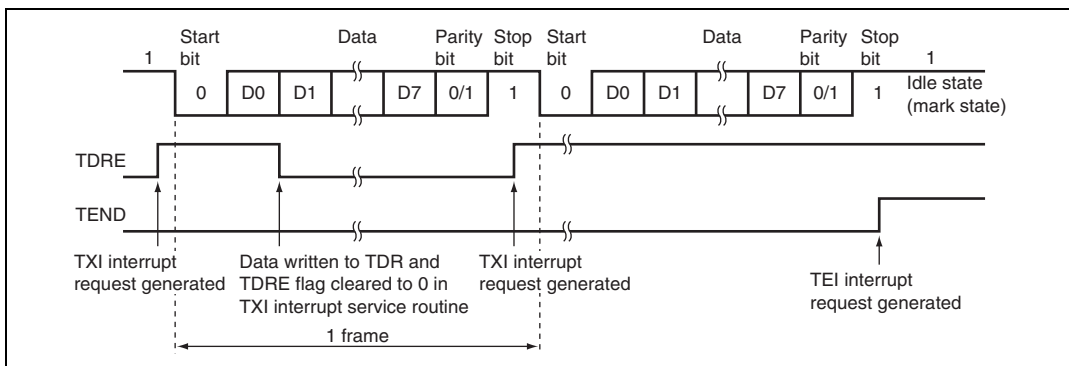 Start bit Data Parity bit Stop bit Start bit Data Parity bit Stop bit
1 1
0 D0 D1 D7 0/1 1 0 D0 D1 D7 0/1 1 Idle state (mark state)
TDRE
TEND
TXI interrupt request generated
Data written to TDR and TDRE flag cleared to 0 in TXI interrupt service routine
TXI interrupt request generated
TEI interrupt request generated
1 frame